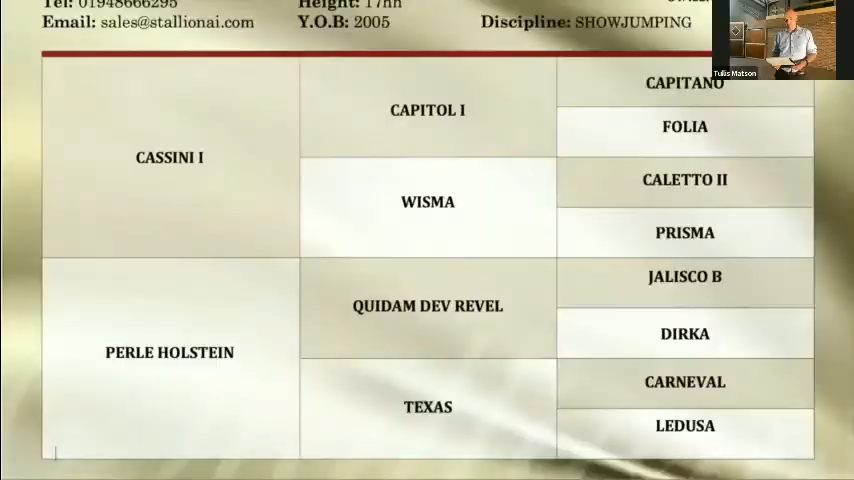 Tel: 01948666295
Height: 17hh
Email: sales@stallionai.com
Y.O.B: 2005
Discipline: SHOWJUMPING
Tullis Matson
CAPITANO
CAPITOL I
FOLIA
CASSINI I
CALETTO II
WISMA
PRISMA
JALISCO B
QUIDAM DEV REVEL
DIRKA
PERLE HOLSTEIN
CARNEVAL
TEXAS
LEDUSA